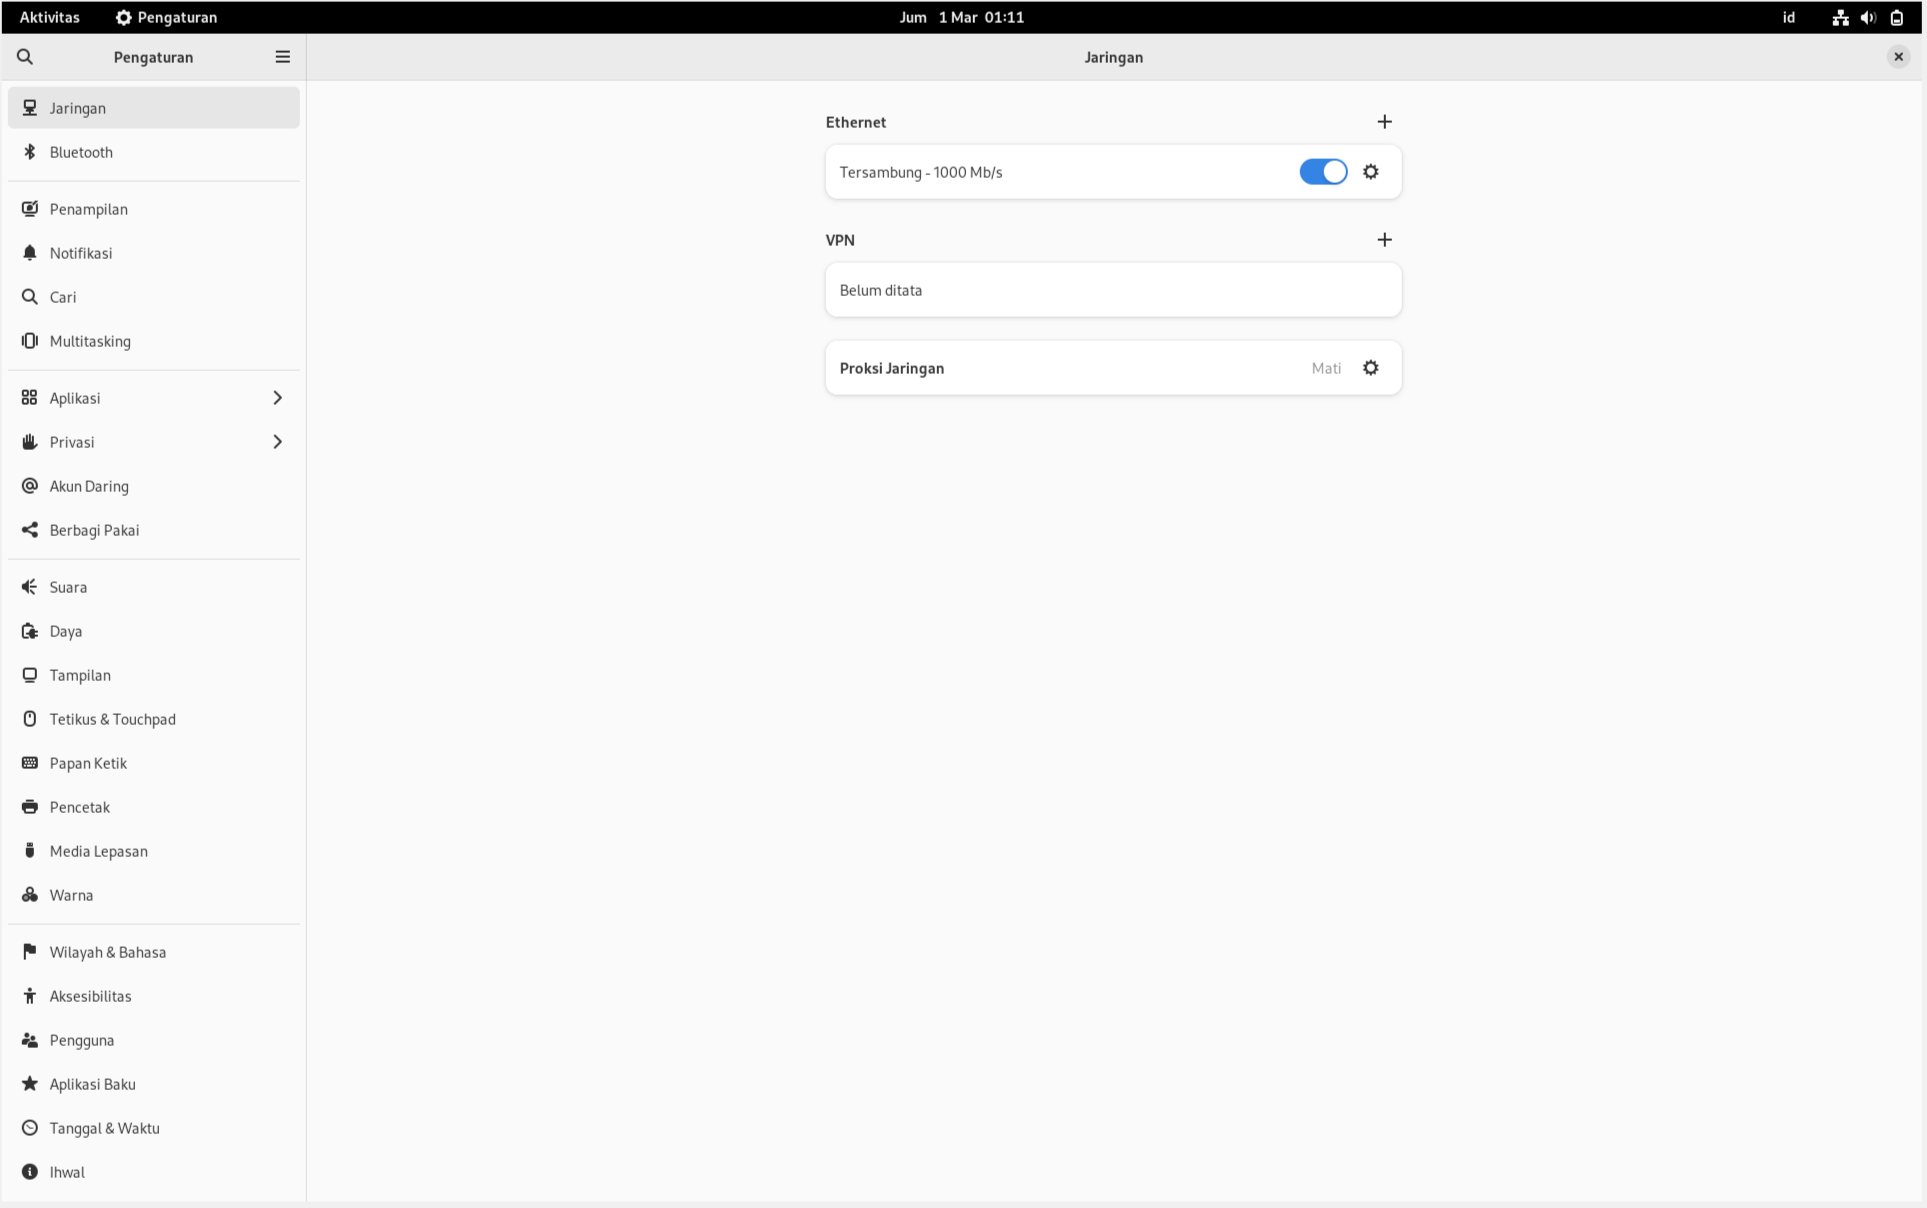 Aktivitas Pengaturan Jum 1 Mar 01:11 id
Pengaturan
Jaringan
Jaringan
Bluetooth
Penampilan
Notifikasi
Cari
Multitasking
Aplikasi
Privasi
Akun Daring
Berbagi Pakai
Suara
Daya
Tampilan
Tetikus & Touchpad
Papan Ketik
Pencetak
Media Lepasan
Warna
Wilayah & Bahasa
Aksesibilitas
Pengguna
Aplikasi Baku
Tanggal & Waktu
Ihwal
Ethernet
Tersambung - 1000 Mb/s
VPN
Belum ditata
Proksi Jaringan Mati